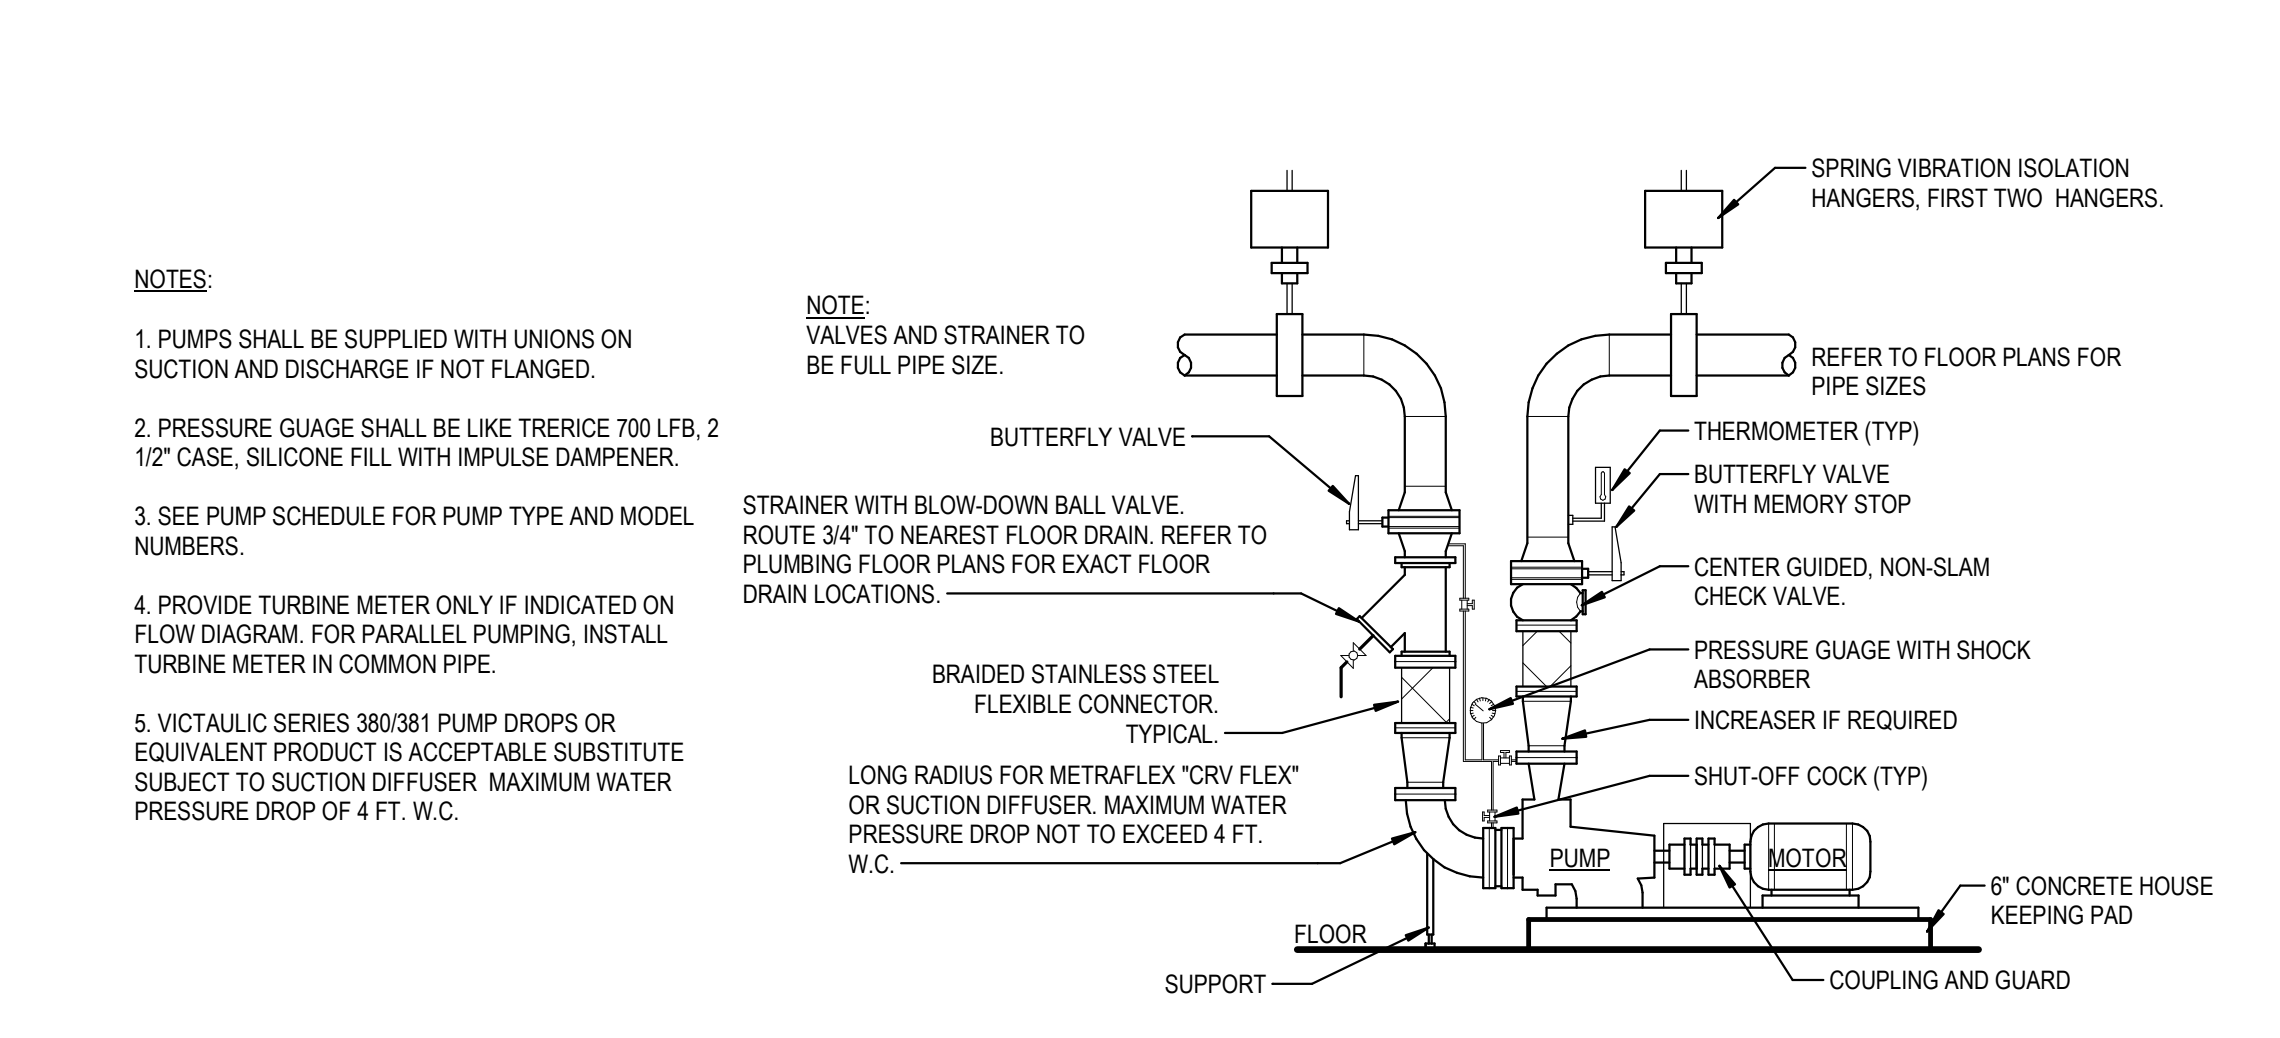 NOTES:
1. PUMPS SHALL BE SUPPLIED WITH UNIONS ON
SUCTION AND DISCHARGE IF NOT FLANGED.
2. PRESSURE GUAGE SHALL BE LIKE TRERICE 700 LFB, 2
1/2" CASE, SILICONE FILL WITH IMPULSE DAMPENER.
3. SEE PUMP SCHEDULE FOR PUMP TYPE AND MODEL
NUMBERS.
4. PROVIDE TURBINE METER ONLY IF INDICATED ON
FLOW DIAGRAM. FOR PARALLEL PUMPING, INSTALL
TURBINE METER IN COMMON PIPE.
5. VICTAULIC SERIES 380/381 PUMP DROPS OR
EQUIVALENT PRODUCT IS ACCEPTABLE SUBSTITUTE
SUBJECT TO SUCTION DIFFUSER MAXIMUM WATER
PRESSURE DROP OF 4 FT. W.C.
NOTE:
VALVES AND STRAINER TO
BE FULL PIPE SIZE.
BUTTERFLY VALVE
STRAINER WITH BLOW-DOWN BALL VALVE.
ROUTE 3/4" TO NEAREST FLOOR DRAIN. REFER TO
PLUMBING FLOOR PLANS FOR EXACT FLOOR
DRAIN LOCATIONS.
BRAIDED STAINLESS STEEL
FLEXIBLE CONNECTOR.
TYPICAL.
LONG RADIUS FOR METRAFLEX "CRV FLEX"
OR SUCTION DIFFUSER. MAXIMUM WATER
PRESSURE DROP NOT TO EXCEED 4 FT.
W.C.
FLOOR
SUPPORT
SPRING VIBRATION ISOLATION
HANGERS, FIRST TWO HANGERS.
REFER TO FLOOR PLANS FOR
PIPE SIZES
THERMOMETER (TYP)
BUTTERFLY VALVE
WITH MEMORY STOP
CENTER GUIDED, NON-SLAM
CHECK VALVE.
PRESSURE GUAGE WITH SHOCK
ABSORBER
INCREASER IF REQUIRED
SHUT-OFF COCK (TYP)
PUMP
MOTOR
6" CONCRETE HOUSE
KEEPING PAD
COUPLING AND GUARD